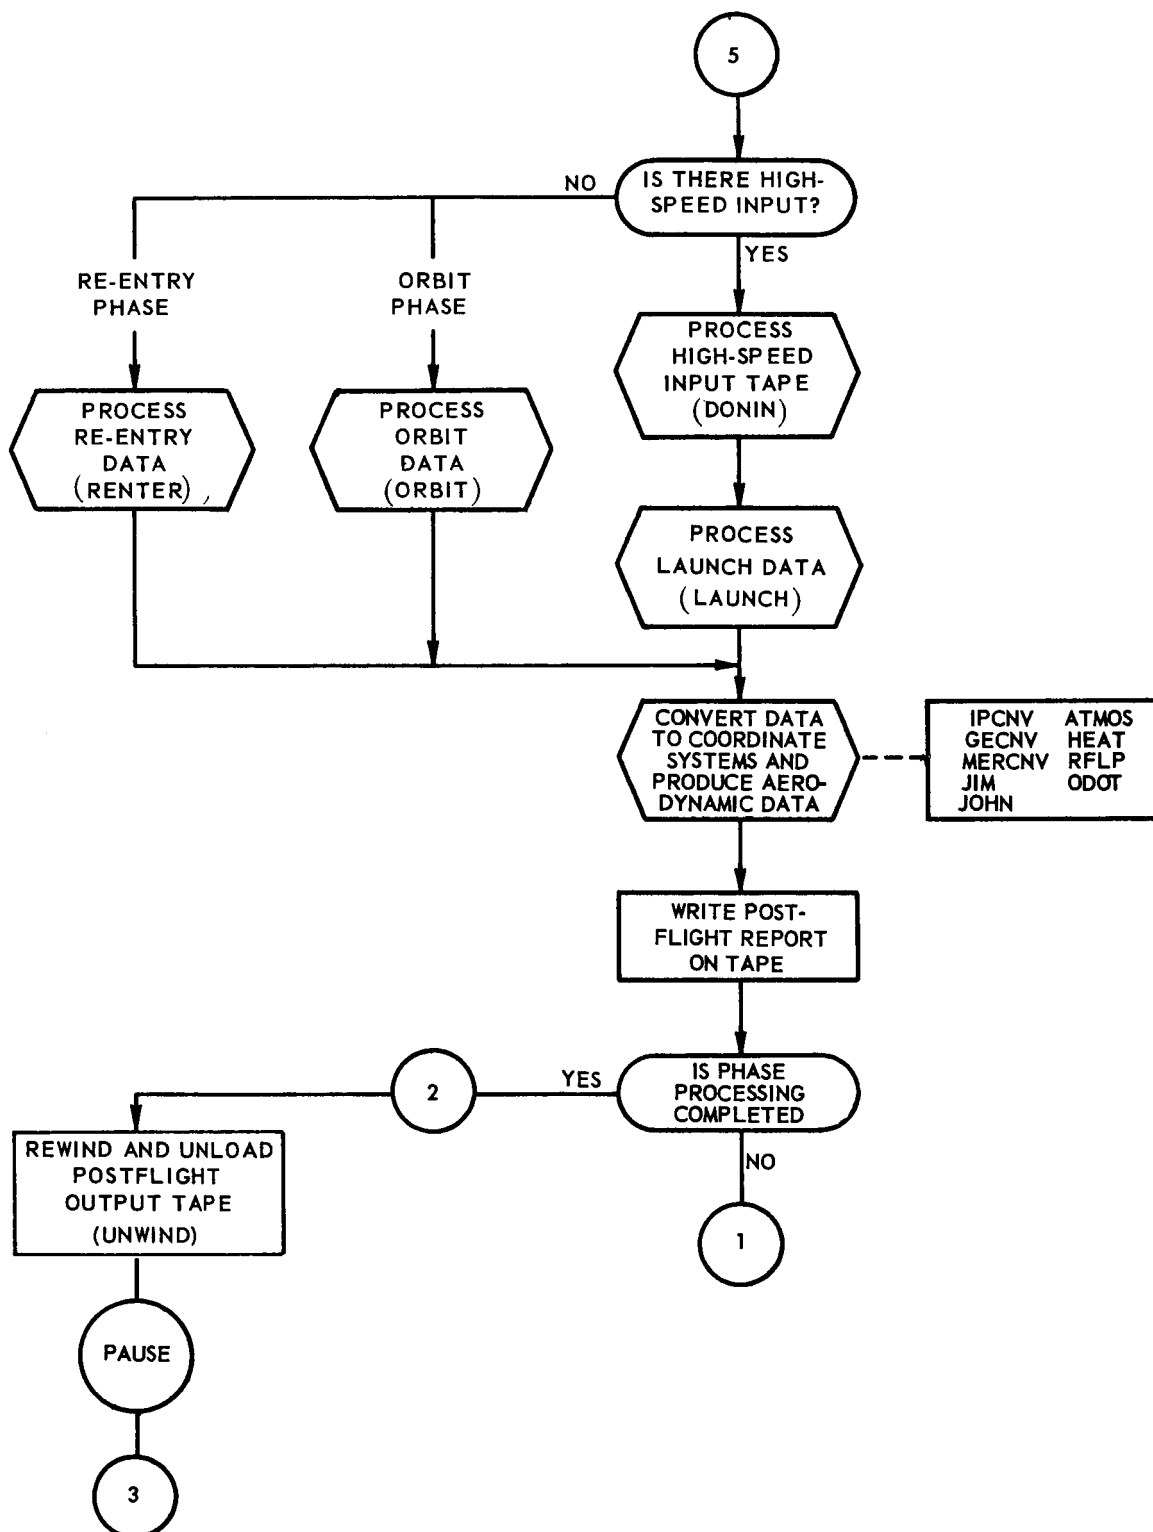 5
IS THERE HIGH-
SPEED INPUT?
NO
YES
RE-ENTRY
PHASE
ORBIT
PHASE
PROCESS
HIGH-SPEED
INPUT TAPE
(DONIN)
PROCESS
RE-ENTRY
DATA
(RENTER) ,
PROCESS
ORBIT
DATA
(ORBIT)
PROCESS
LAUNCH DATA
(LAUNCH)
CONVERT DATA
TO COORDINATE
SYSTEMS AND
PRODUCE AERO-
DYNAMIC DATA
IPCNV ATMOS
GECNV HEAT
MERCNV RFLP
JIM ODOT
JOHN
WRITE POST-
FLIGHT REPORT
ON TAPE
IS PHASE
PROCESSING
COMPLETED
YES
2
NO
1
REWIND AND UNLOAD
POSTFLIGHT
OUTPUT TAPE
(UNWIND)
PAUSE
3